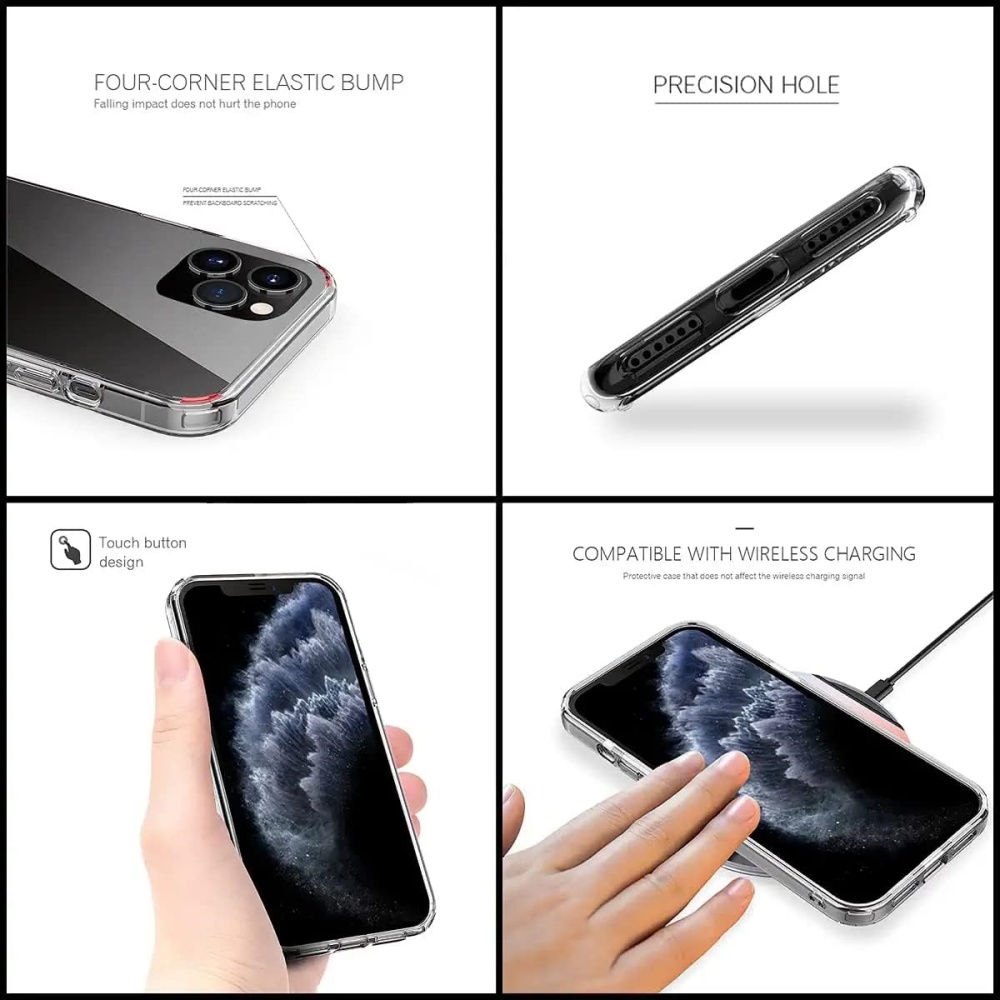 FOUR-CORNER ELASTIC BUMP
Falling impact does not hurt the phone
FOUR-CORNER ELASTIC BUMP
PREVENT BACKBOARD SCRATCHING
PRECISION HOLE
Touch button
design
COMPATIBLE WITH WIRELESS CHARGING
Protective case that does not affect the wireless charging signal